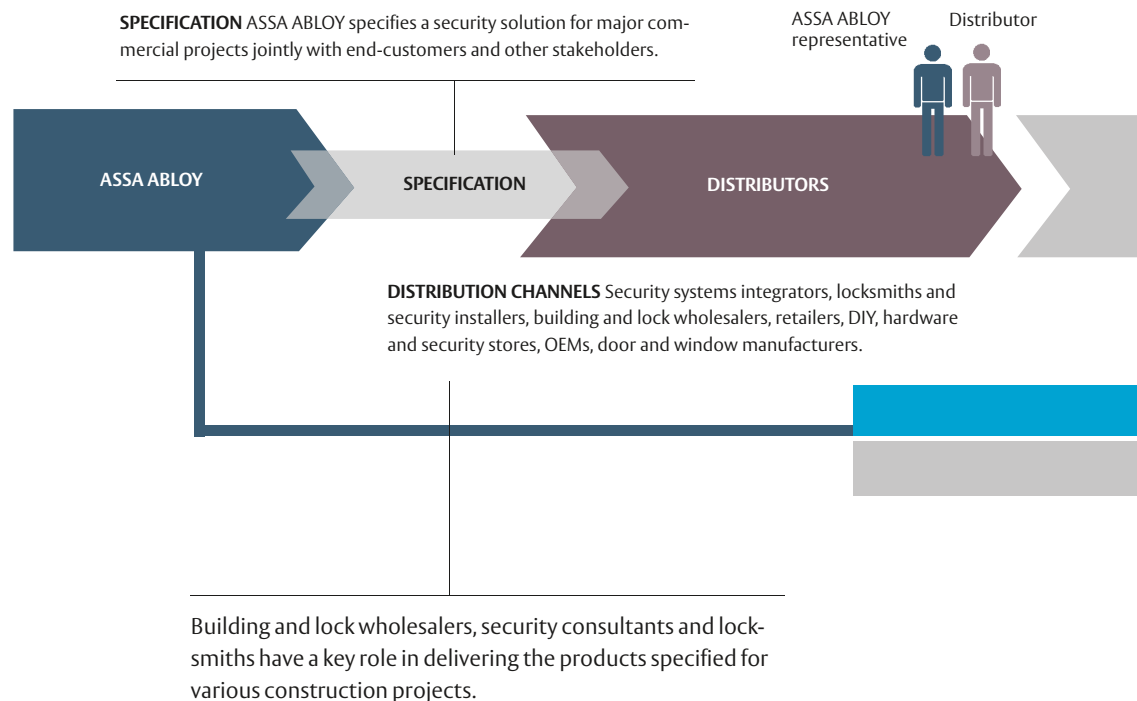 SPECIFICATION ASSA ABLOY specifies a security solution for major com-
mercial projects jointly with end-customers and other stakeholders.
ASSA ABLOY
representative
Distributor
ASSA ABLOY
SPECIFICATION
DISTRIBUTORS
DISTRIBUTION CHANNELS Security systems integrators, locksmiths and
security installers, building and lock wholesalers, retailers, DIY, hardware
and security stores, OEMs, door and window manufacturers.
Building and lock wholesalers, security consultants and lock-
smiths have a key role in delivering the products specified for
various construction projects.